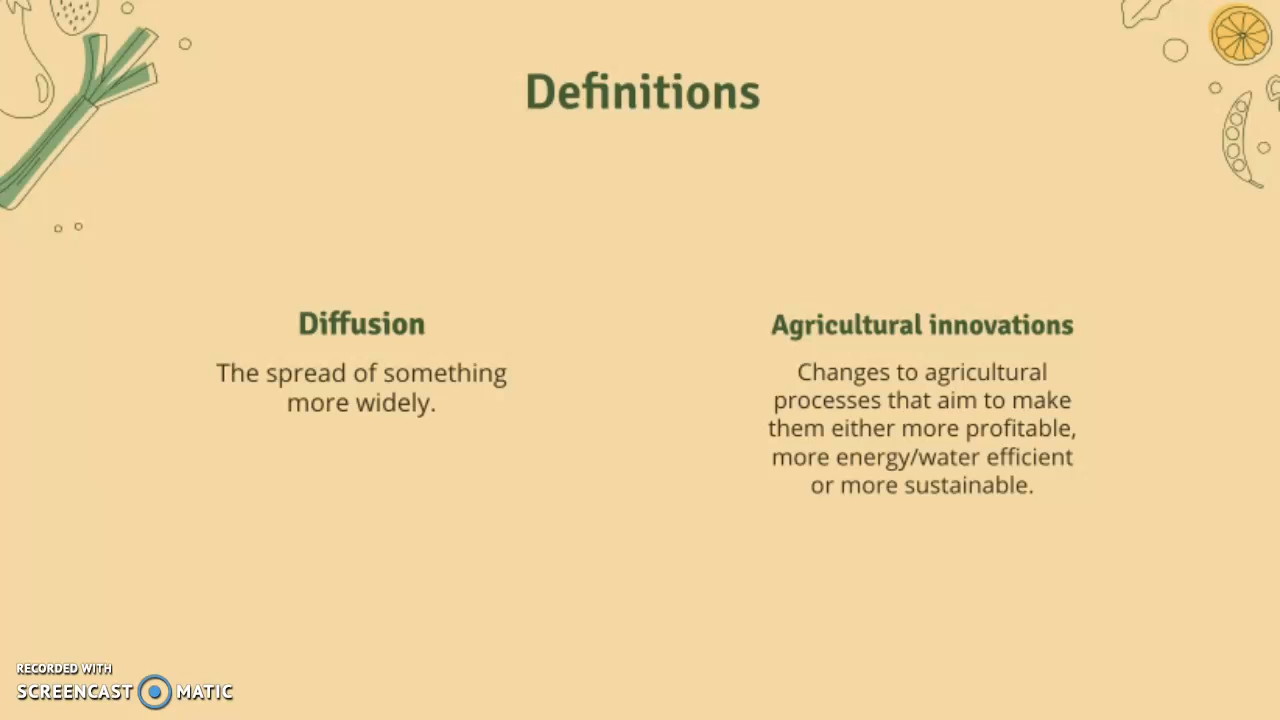 Definitions
Diffusion
The spread of something
more widely.
Agricultural innovations
Changes to agricultural
processes that aim to make
them either more profitable,
more energy/water efficient
or more sustainable.
RECORDED WITH
SCREENCAST MATIC